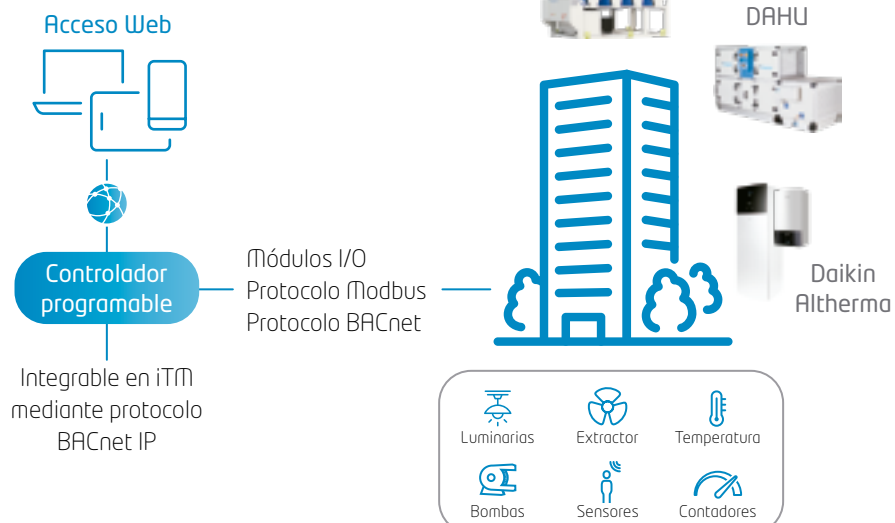 Acceso Web
DAHU
Controlador
programable
Módulos I/O
Protocolo Modbus
Protocolo BACnet
Daikin
Altherma
Integrable en iTM
mediante protocolo
BACnet IP
Luminarias
Extractor
Temperatura
Bombas
Sensores
Contadores